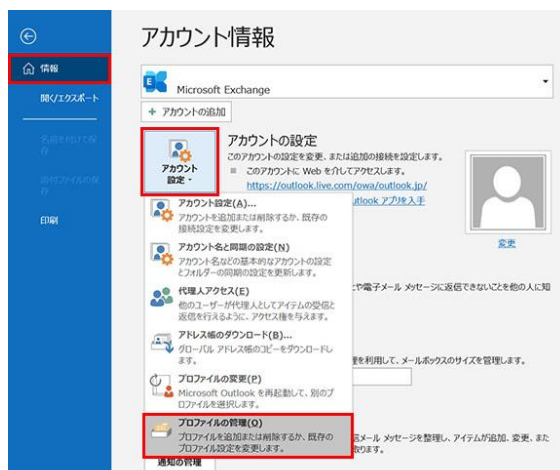 アカウント情報
情報
開く/エクスポート
名前を付けて保
存
添付ファイルの保
存
印刷
Microsoft Exchange
+ アカウントの追加
アカウント
設定
アカウントの設定
このアカウントの設定を変更、または追加の接続を設定します。
このアカウントに Web を介してアクセスします。
https://outlook.live.com/owa/outlook.jp/
utlook アプリを入手
変更
アカウント設定(A)...
アカウントを追加または削除するか、既存の
接続設定を変更します。
アカウント名と同期の設定(N)
アカウント名などの基本的なアカウントの設定
とフォルダーの同期の設定を更新します。
代理人アクセス(E)
他のユーザーが代理人としてアイテムの受信と
返信を行えるように、アクセス権を与えます。
アドレス帳のダウンロード(B)...
グローバル アドレス帳のコピーをダウンロードし
ます。
プロファイルの変更(P)
Microsoft Outlook を再起動して、別のプ
ロファイルを選択します。
プロファイルの管理(O)
プロファイルを追加または削除するか、既存の
プロファイル設定を変更します。
や電子メール メッセージに返信できないことを他の人に知
を利用して、メールボックスのサイズを管理します。
メール メッセージを整理し、アイテムが追加、変更、また
取ります。
通知の管理